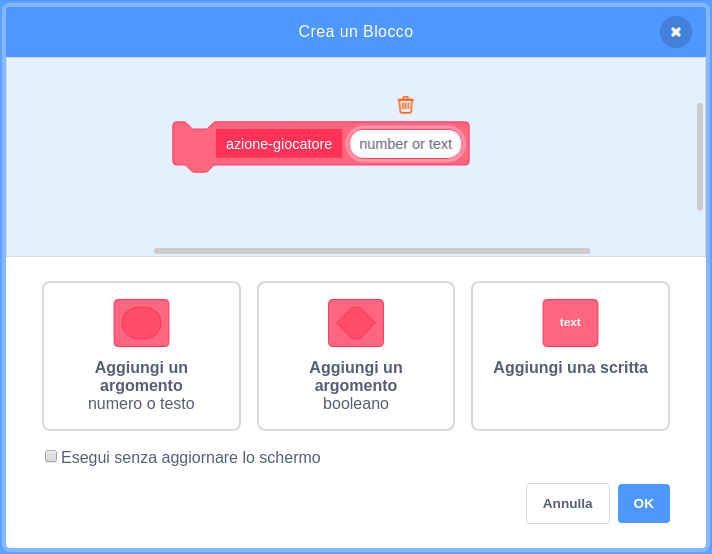 Crea un Blocco
azione-giocatore number or text
Aggiungi un
argomento
numero o testo
Aggiungi un
argomento
booleano
text
Aggiungi una scritta
Esegui senza aggiornare lo schermo
Annulla OK